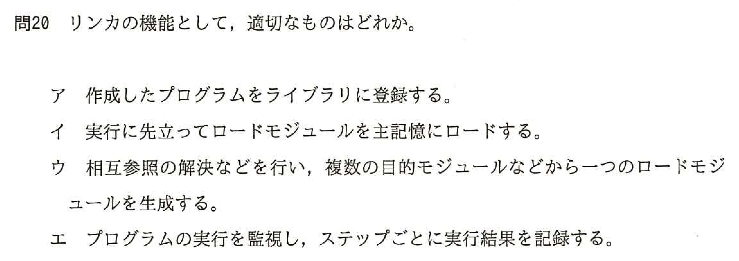 問20 リンカの機能として，適切なものはどれか。
ア 作成したプログラムをライブラリに登録する。
イ 実行に先立ってロードモジュールを主記憶にロードする。
ウ 相互参照の解決などを行い，複数の目的モジュールなどから一つのロードモジ
ュールを生成する。
エ プログラムの実行を監視し，ステップごとに実行結果を記録する。